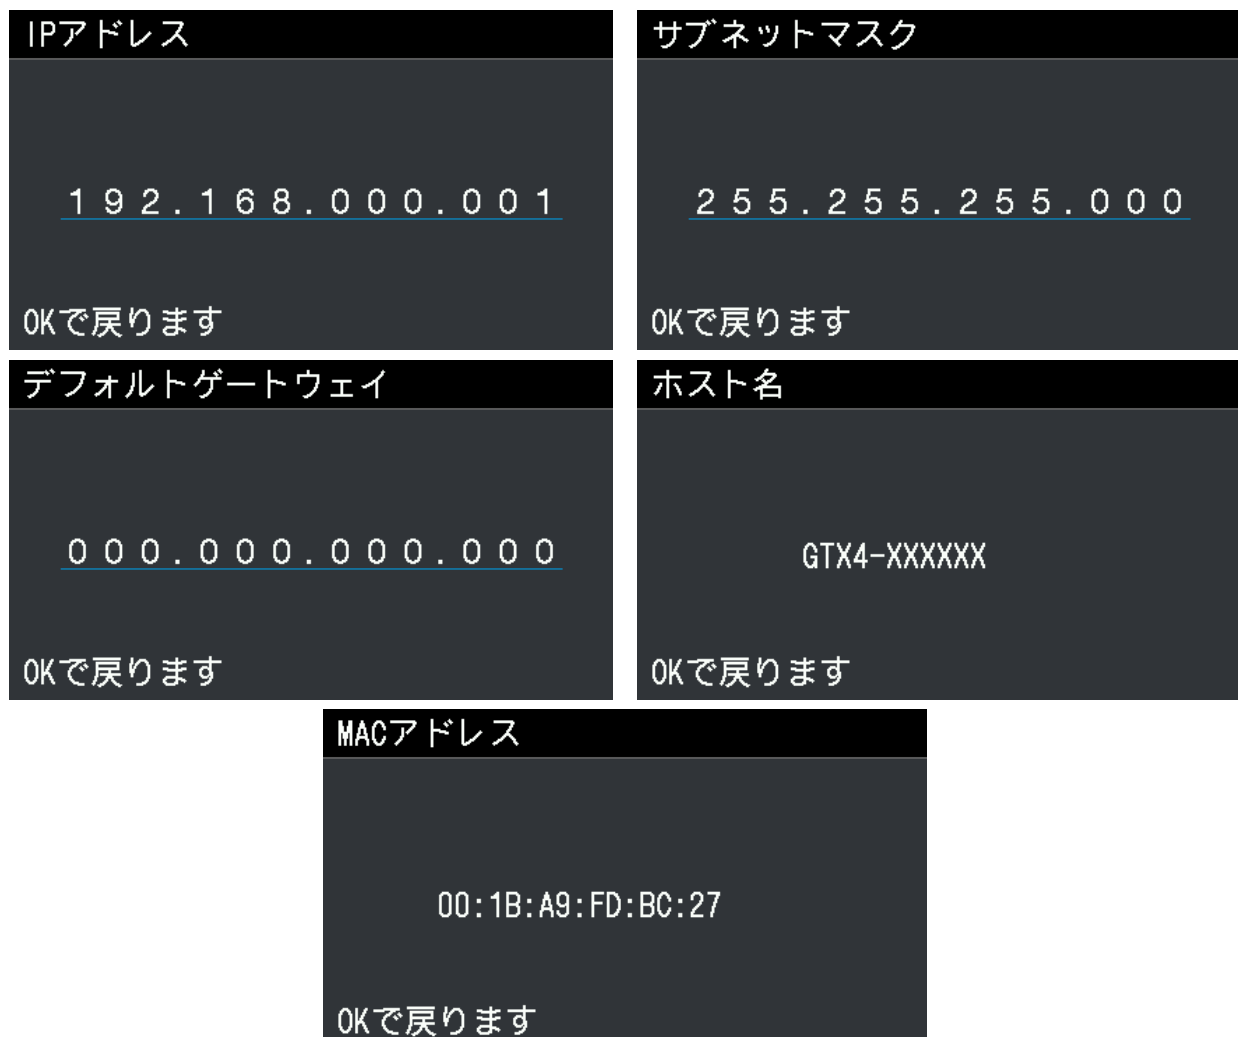 IPアドレス
192.168.000.001
OKで戻ります
サブネットマスク
255.255.255.000
OKで戻ります
デフォルトゲートウェイ
000.000.000.000
OKで戻ります
ホスト名
GTX4-XXXXXX
OKで戻ります
MACアドレス
00:1B:A9:FD:BC:27
OKで戻ります